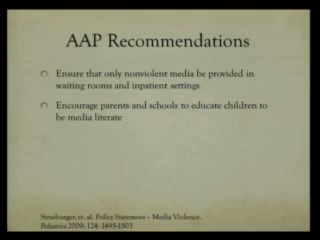 AAP Recommendations
Ensure that only nonviolent media be provided in
waiting rooms and inpatient settings
Encourage parents and schools to educate children to
be media literate
Strasburger, et. al. Policy Statement – Media Violence.
Pediatrics 2009; 124: 1495-1503